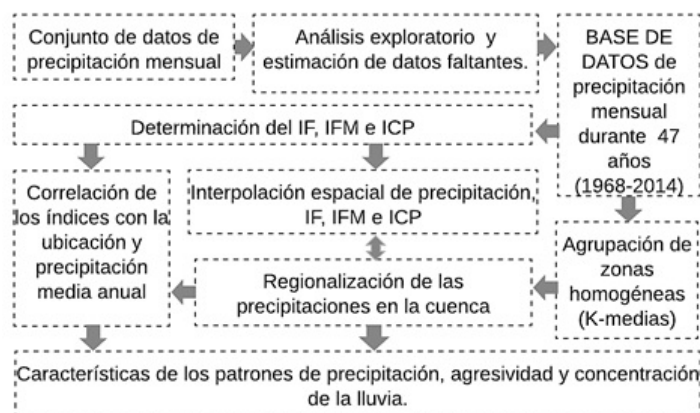 Conjunto de datos de
precipitación mensual
Análisis exploratorio y
estimación de datos faltantes.
BASE DE
DATOS de
precipitación
mensual
durante 47
años
(1968-2014)
Determinación del IF, IFM e ICP
Correlación de
los índices con la
ubicación y
precipitación
media anual
Interpolación espacial de precipitación,
IF, IFM e ICP
Agrupación de
zonas
homogéneas
(K-medias)
Regionalización de las
precipitaciones en la cuenca
Características de los patrones de precipitación, agresividad y concentración
de la lluvia.